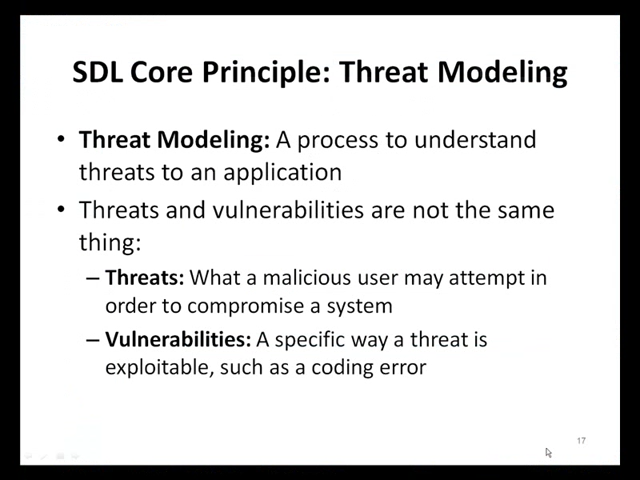 SDL Core Principle: Threat Modeling
• Threat Modeling: A process to understand
threats to an application
• Threats and vulnerabilities are not the same
thing:
– Threats: What a malicious user may attempt in
order to compromise a system
– Vulnerabilities: A specific way a threat is
exploitable, such as a coding error
17